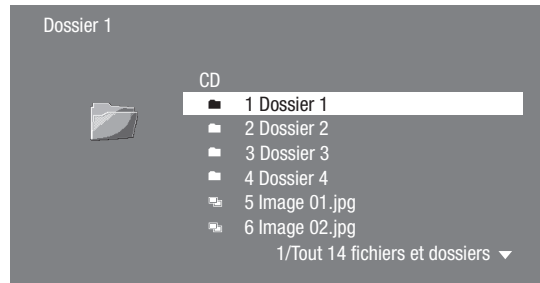 Dossier 1
CD
1 Dossier 1
2 Dossier 2
3 Dossier 3
4 Dossier 4
5 Image 01.jpg
6 Image 02.jpg
1/Tout 14 fichiers et dossiers